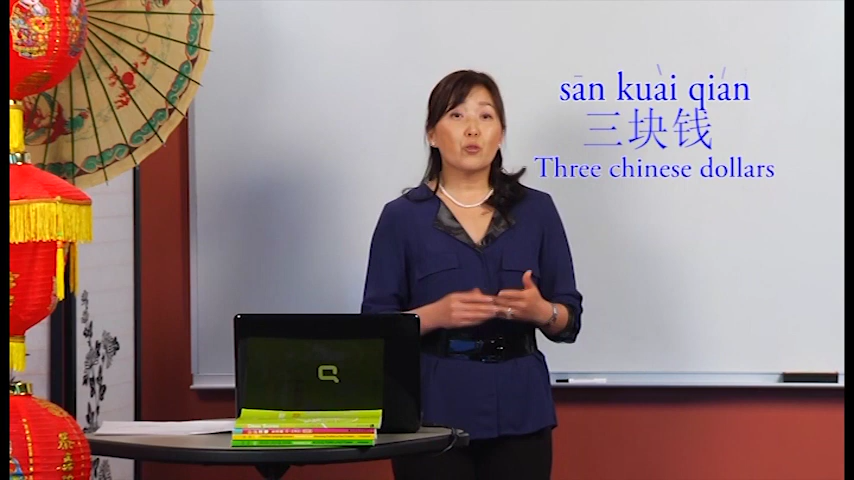 sān kuài qián
三块钱
Three chinese dollars